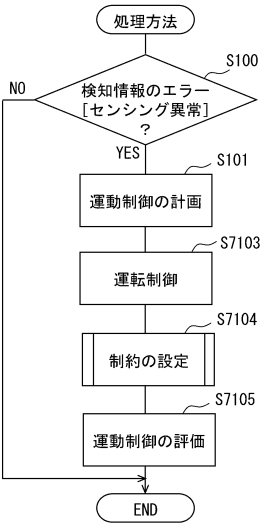 処理方法
S100
検知情報のエラー
[センシング異常]
?
NO
YES
S101
運動制御の計画
S7103
運転制御
S7104
制約の設定
S7105
運動制御の評価
END